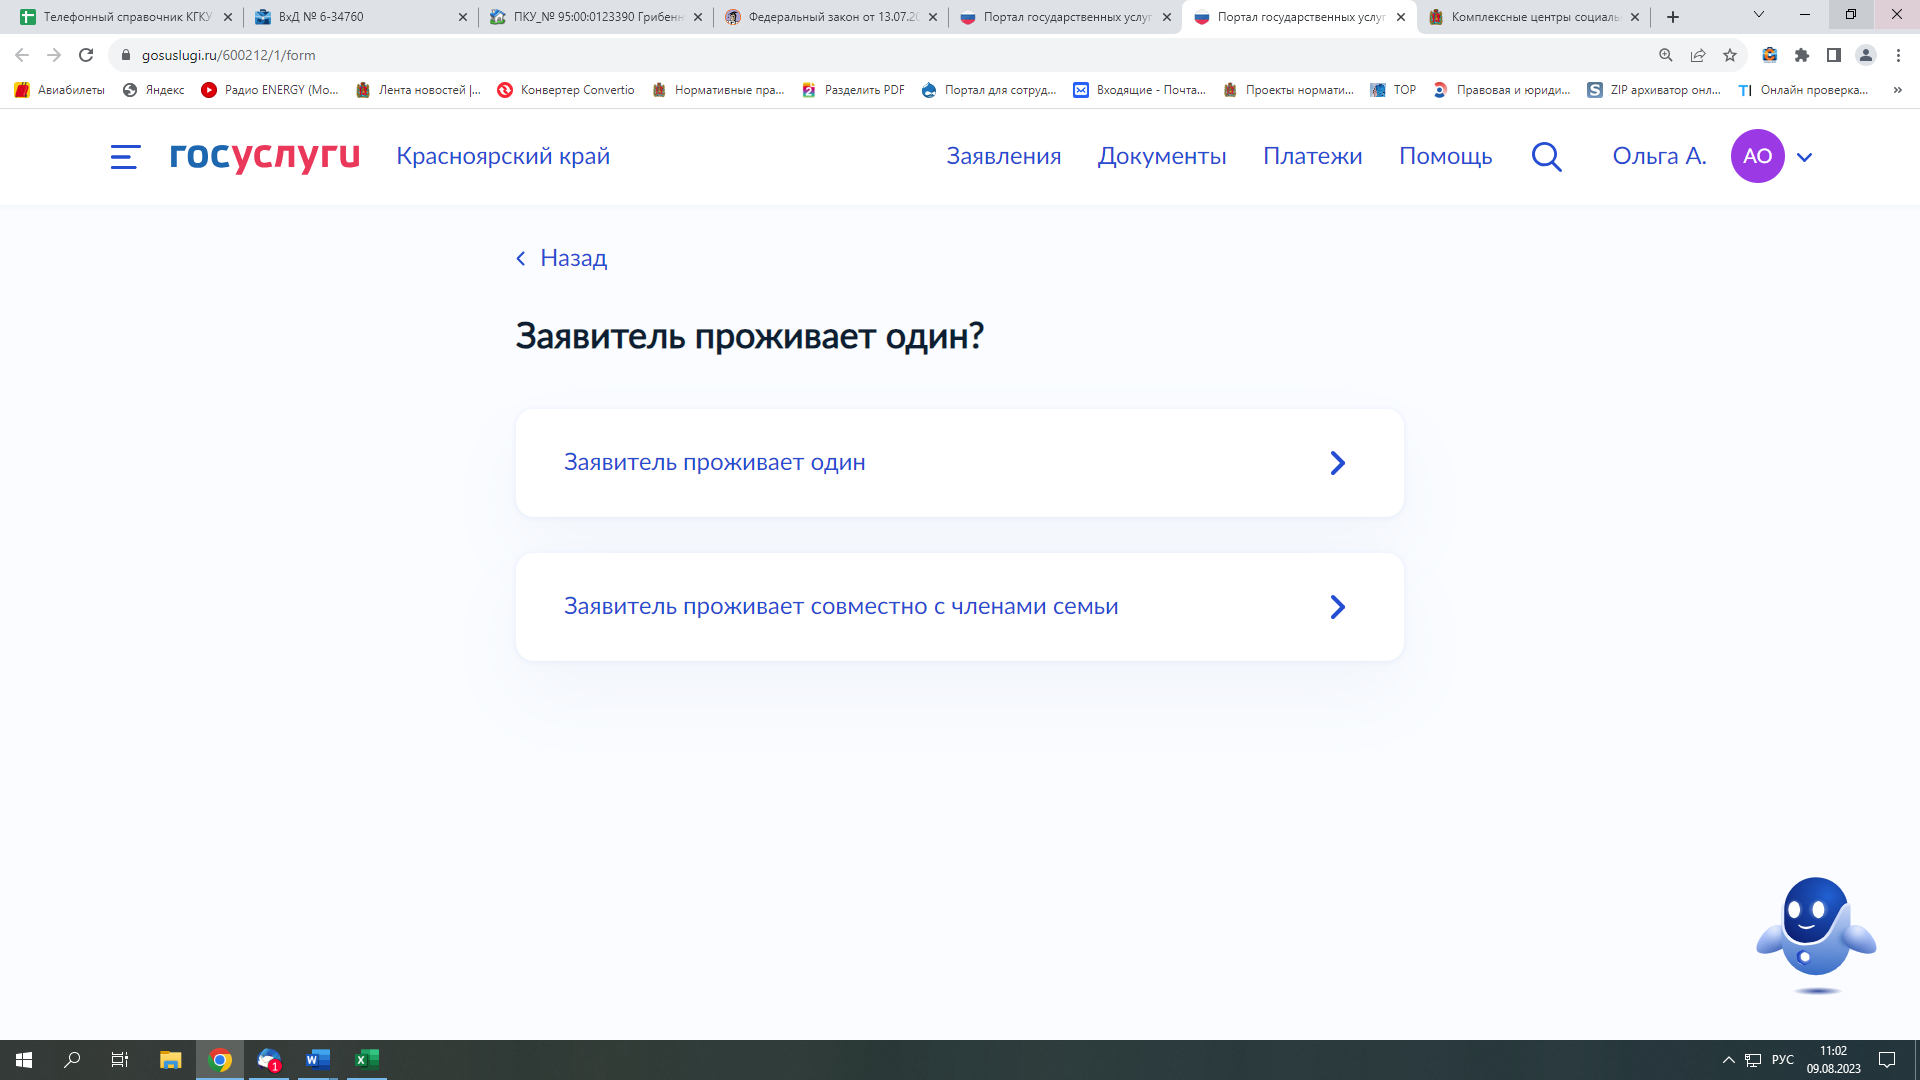 Телефонный справочник КГКУ
ВхД № 6-34760
ПКУ_№ 95:00:0123390 Грибенн
Федеральный закон от 13.07.20
Портал государственных услуг
Портал государственных услуг
Комплексные центры социаль
gosuslugi.ru/600212/1/form
Авиабилеты
Яндекс
Радио ENERGY (Мо...
Лента новостей |...
Конвертер Convertio
Нормативные пра...
Разделить PDF
Портал для сотруд...
Входящие - Почта...
Проекты нормати...
ТОР
Правовая и юриди...
ZIP архиватор онл...
Онлайн проверка...
госуслуги
Красноярский край
Заявления
Документы
Платежи
Помощь
Ольга А.
АО
Назад
Заявитель проживает один?
Заявитель проживает один
Заявитель проживает совместно с членами семьи
1
РУС
11:02
09.08.2023